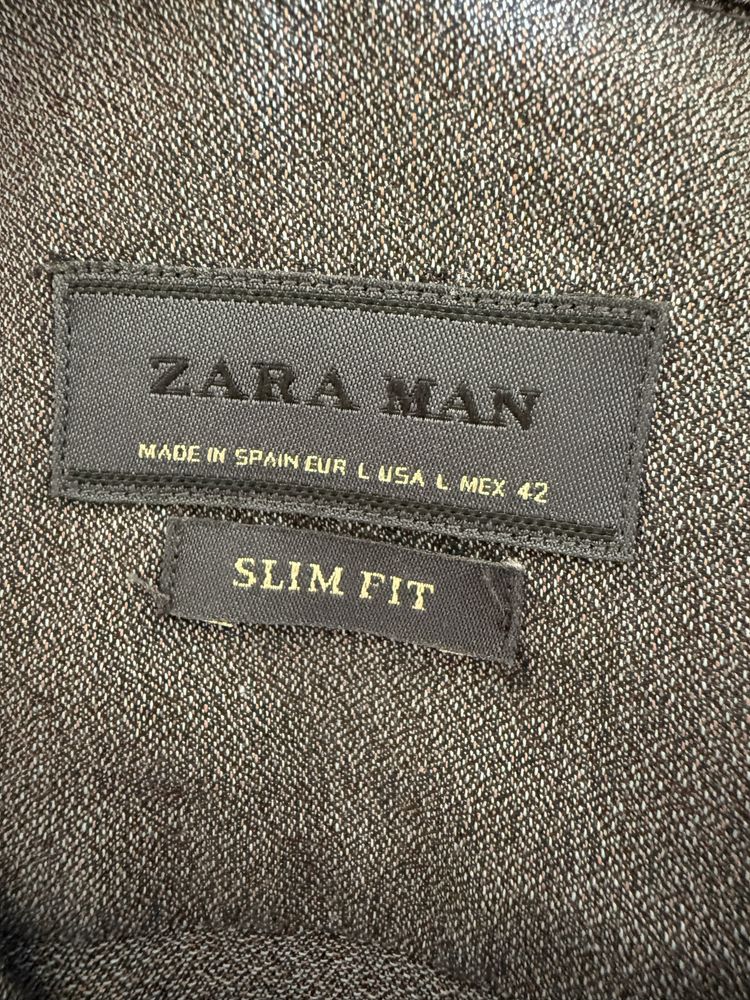 ZARA MAN
MADE IN SPAIN EUR L USA L MEX 42
SLIM FIT